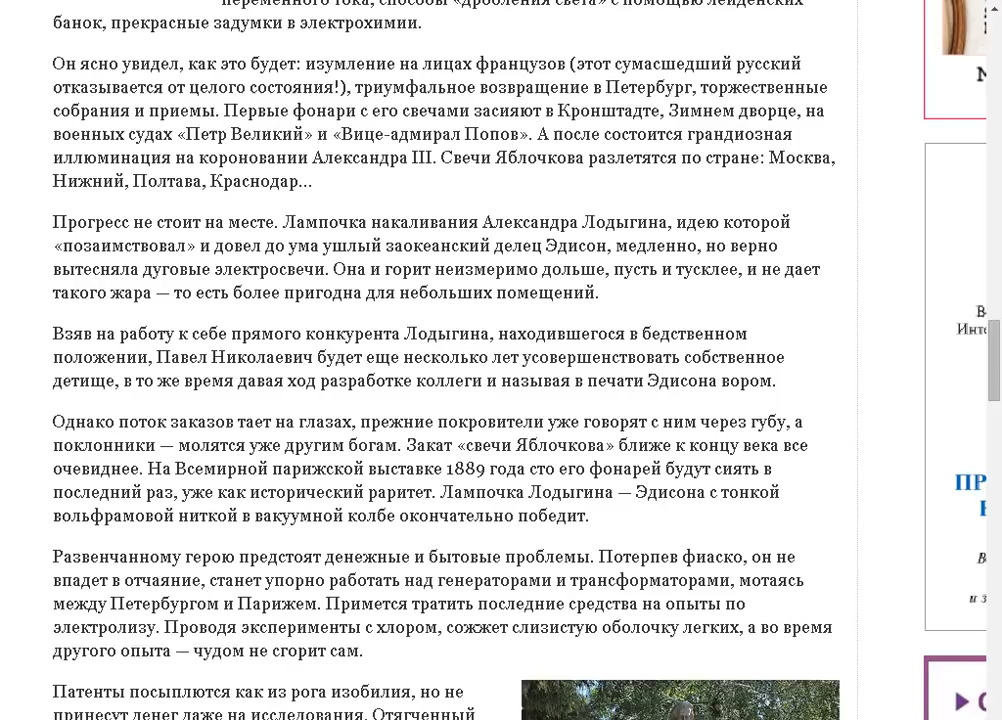 переменного тока, способы «дробления света» с помощью лейденских
банок, прекрасные задумки в электрохимии.
Он ясно увидел, как это будет: изумление на лицах французов (этот сумасшедший русский
отказывается от целого состояния!), триумфальное возвращение в Петербург, торжественные
собрания и приемы. Первые фонари с его свечами засияют в Кронштадте, Зимнем дворце, на
военных судах «Петр Великий» и «Вице-адмирал Попов». А после состоится грандиозная
иллюминация на короновании Александра III. Свечи Яблочкова разлетятся по стране: Москва,
Нижний, Полтава, Краснодар...
Прогресс не стоит на месте. Лампочка накаливания Александра Лодыгина, идею которой
«позаимствовал» и довел до ума ушлый заокеанский делец Эдисон, медленно, но верно
вытесняла дуговые электросвечи. Она и горит неизмеримо дольше, пусть и тусклее, и не дает
такого жара — то есть более пригодна для небольших помещений.
Взяв на работу к себе прямого конкурента Лодыгина, находившегося в бедственном
положении, Павел Николаевич будет еще несколько лет усовершенствовать собственное
детище, в то же время давая ход разработке коллеги и называя в печати Эдисона вором.
Однако поток заказов тает на глазах, прежние покровители уже говорят с ним через губу, а
поклонники — молятся уже другим богам. Закат «свечи Яблочкова» ближе к концу века все
очевиднее. На Всемирной парижской выставке 1889 года сто его фонарей будут сиять в
последний раз, уже как исторический раритет. Лампочка Лодыгина — Эдисона с тонкой
вольфрамовой ниткой в вакуумной колбе окончательно победит.
Развенчанному герою предстоят денежные и бытовые проблемы. Потерпев фиаско, он не
впадет в отчаяние, станет упорно работать над генераторами и трансформаторами, мотаясь
между Петербургом и Парижем. Примется тратить последние средства на опыты по
электролизу. Проводя эксперименты с хлором, сожжет слизистую оболочку легких, а во время
другого опыта — чудом не сгорит сам.
Патенты посыплются как из рога изобилия, но не
принесут денег даже на исследования. Отягченный